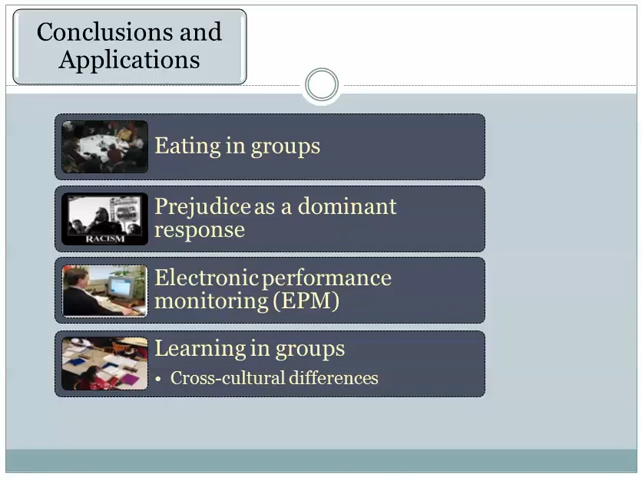 Conclusions and
Applications
Eating in groups
Prejudice as a dominant
response
RACISM
Electronic performance
monitoring (EPM)
Learning in groups
• Cross-cultural differences